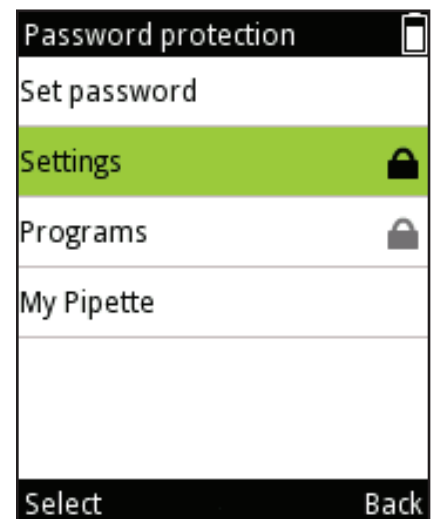 Password protection
Set password
Settings
Programs
My Pipette
Select Back